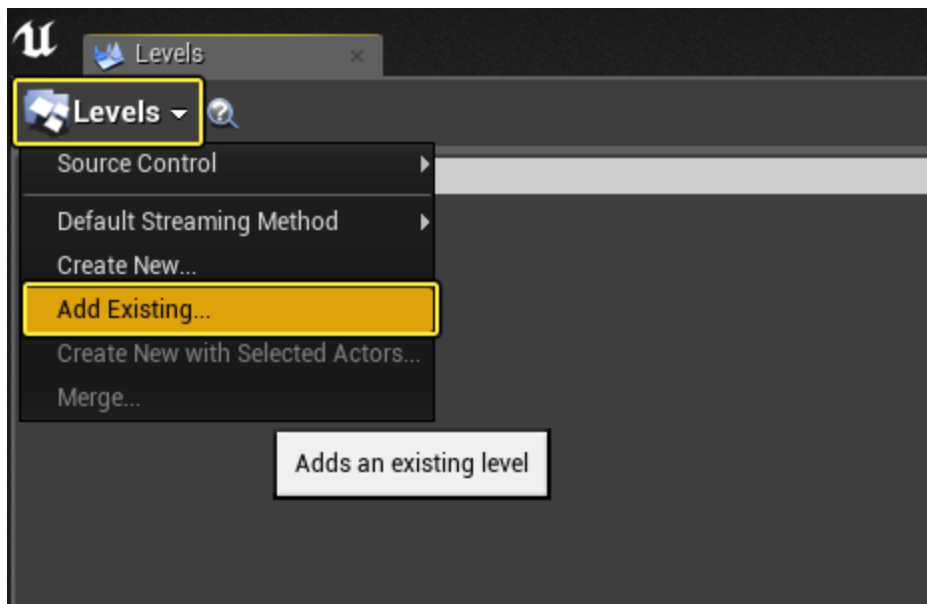 Levels
Levels
Source Control
Default Streaming Method
Create New...
Add Existing...
Create New with Selected Actors...
Merge...
Adds an existing level